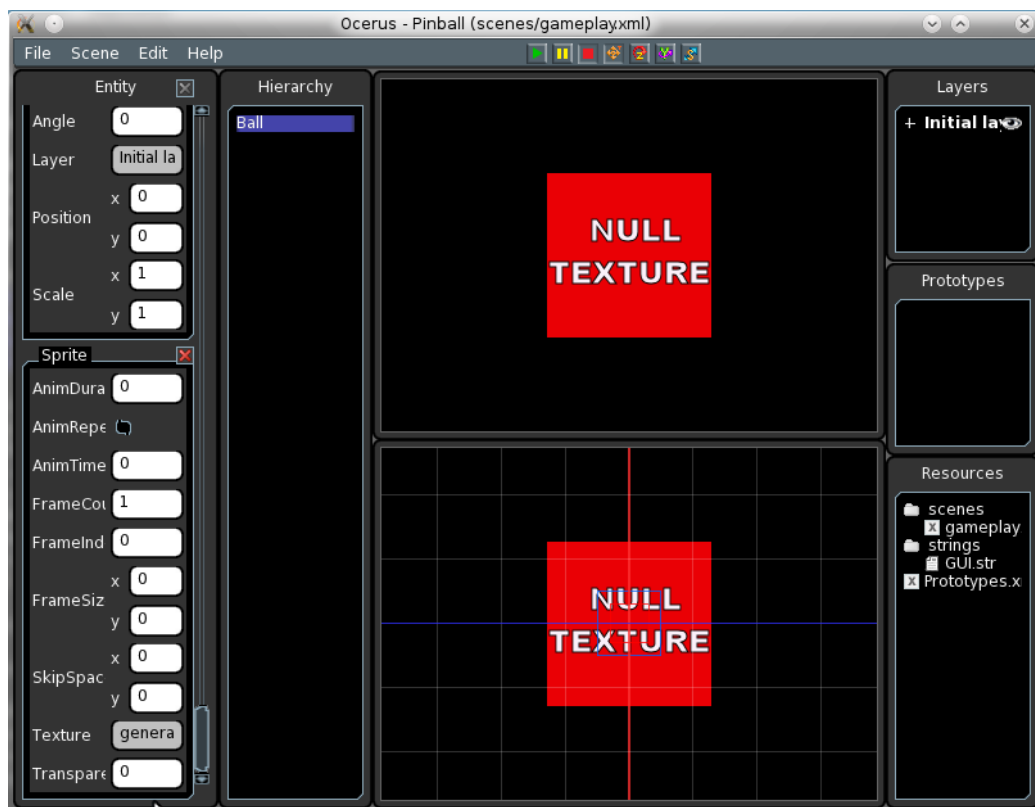 Ocerus - Pinball (scenes/gameplay.xml)
File Scene Edit Help
Entity
Angle 0
Layer Initial la
Position x 0
y 0
Scale x 1
y 1
Sprite
AnimDura 0
AnimRepe
AnimTime 0
FrameCou 1
FrameInd 0
FrameSiz x 0
y 0
SkipSpac x 0
y 0
Texture genera
Transpare 0
Hierarchy
Ball
NULL
TEXTURE
NULL
TEXTURE
Layers
+ Initial lay
Prototypes
Resources
scenes
gameplay
strings
GUI.str
Prototypes.x